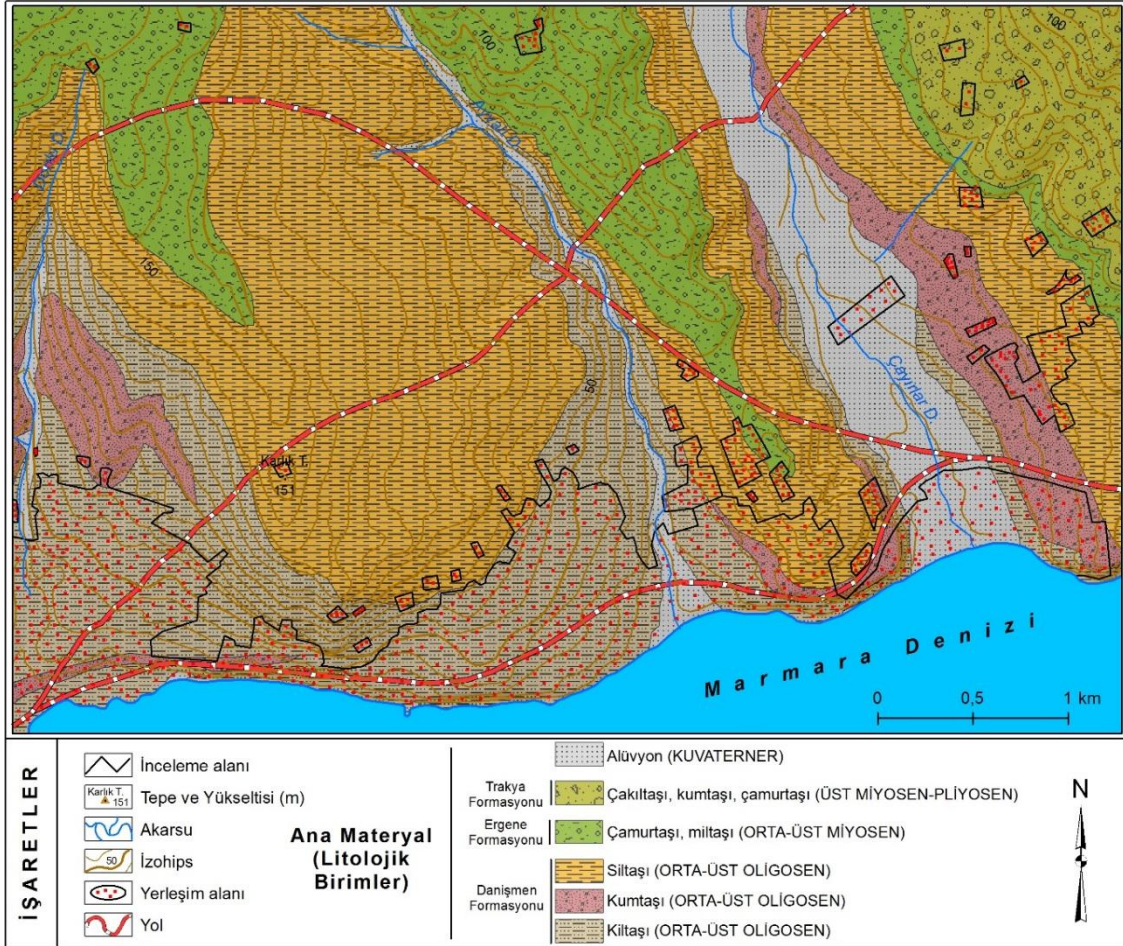 100
100
100
150
50
Karlık T.
151
Çayırlar D.
Marmara Denizi
0 0,5 1 km
İŞARETLER
İnceleme alanı
Karlık T.
151
Tepe ve Yükseltisi (m)
Akarsu
50
İzohips
Yerleşim alanı
Yol
Ana Materyal
(Litolojik
Birimler)
Alüvyon (KUVATERNER)
Trakya
Formasyonu
Çakıltaşı, kumtaşı, çamurtaşı (ÜST MİYOSEN-PLİYOSEN)
Ergene
Formasyonu
Çamurtaşı, miltaşı (ORTA-ÜST MİYOSEN)
Danişmen
Formasyonu
Siltaşı (ORTA-ÜST OLİGOSEN)
Kumtaşı (ORTA-ÜST OLİGOSEN)
Kiltaşı (ORTA-ÜST OLİGOSEN)
N